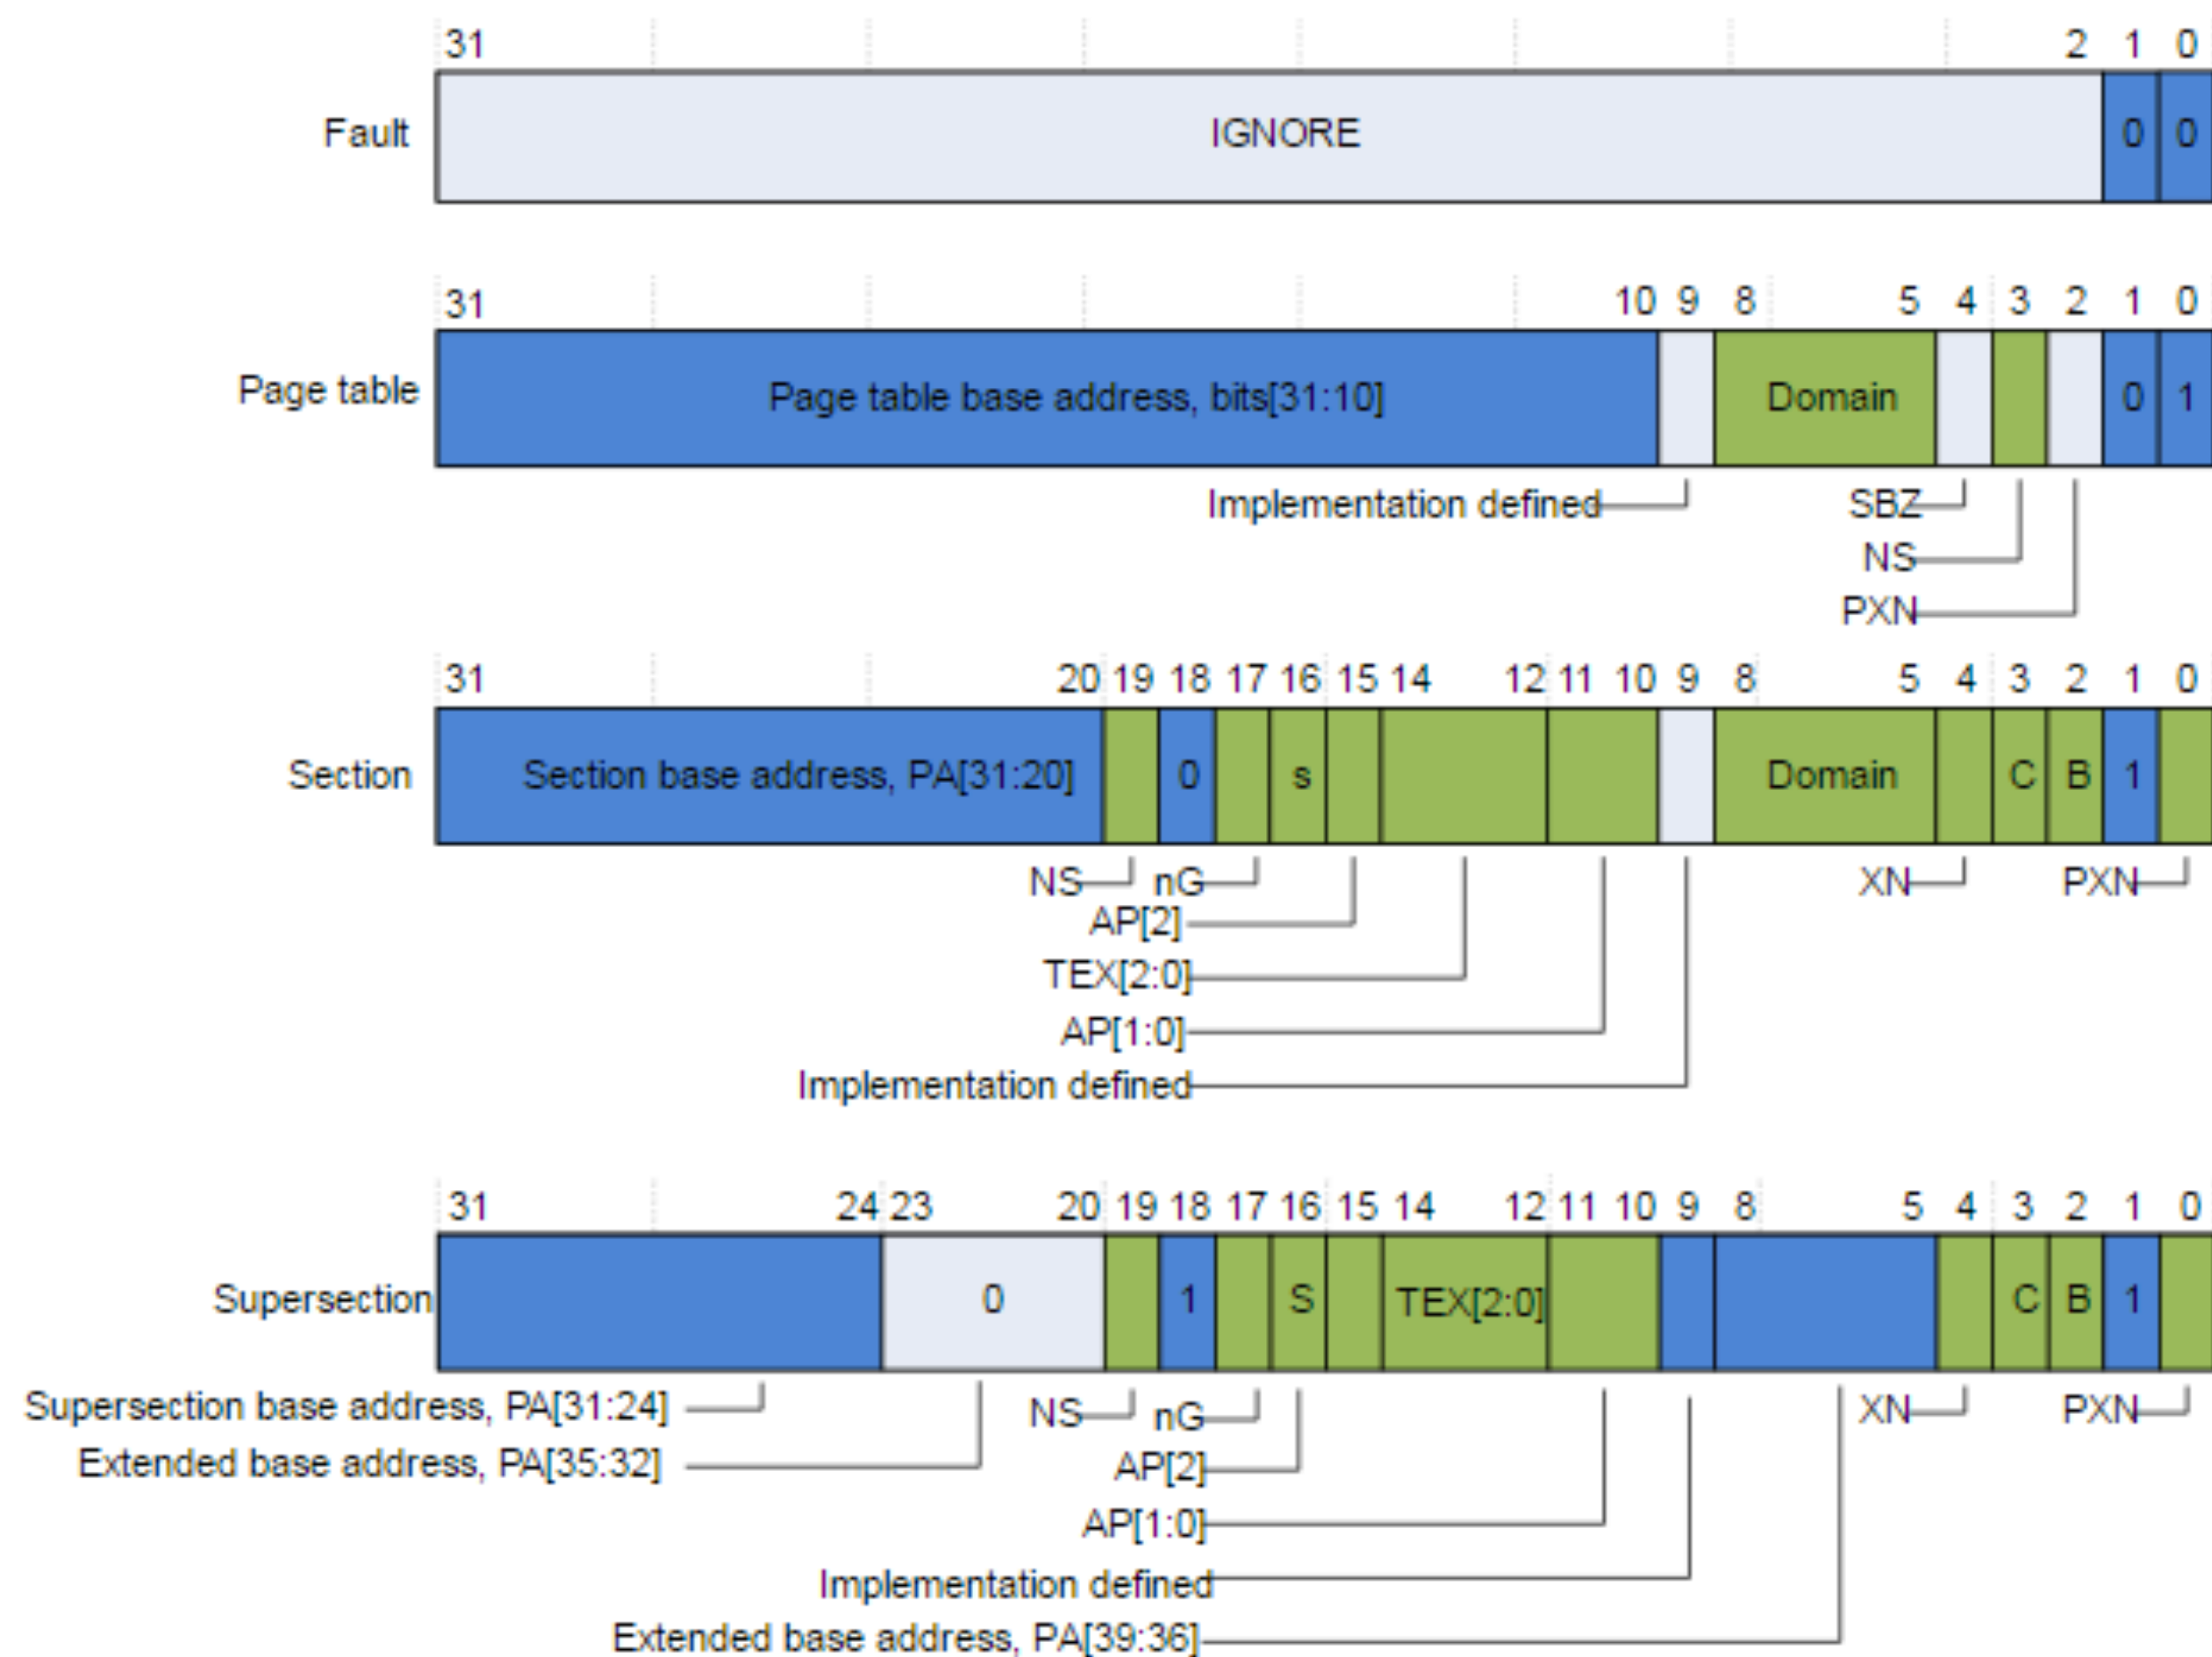 31 2 1 0
Fault IGNORE 0 0
31 10 9 8 5 4 3 2 1 0
Page table Page table base address, bits[31:10] Domain 0 1
Implementation defined SBZ
NS
PXN
31 20 19 18 17 16 15 14 12 11 10 9 8 5 4 3 2 1 0
Section Section base address, PA[31:20] 0 s Domain C B 1
NS nG XN PXN
AP[2]
TEX[2:0]
AP[1:0]
Implementation defined
31 24 23 20 19 18 17 16 15 14 12 11 10 9 8 5 4 3 2 1 0
Supersection 0 1 S TEX[2:0] C B 1
Supersection base address, PA[31:24] NS nG XN PXN
Extended base address, PA[35:32] AP[2]
AP[1:0]
Implementation defined
Extended base address, PA[39:36]